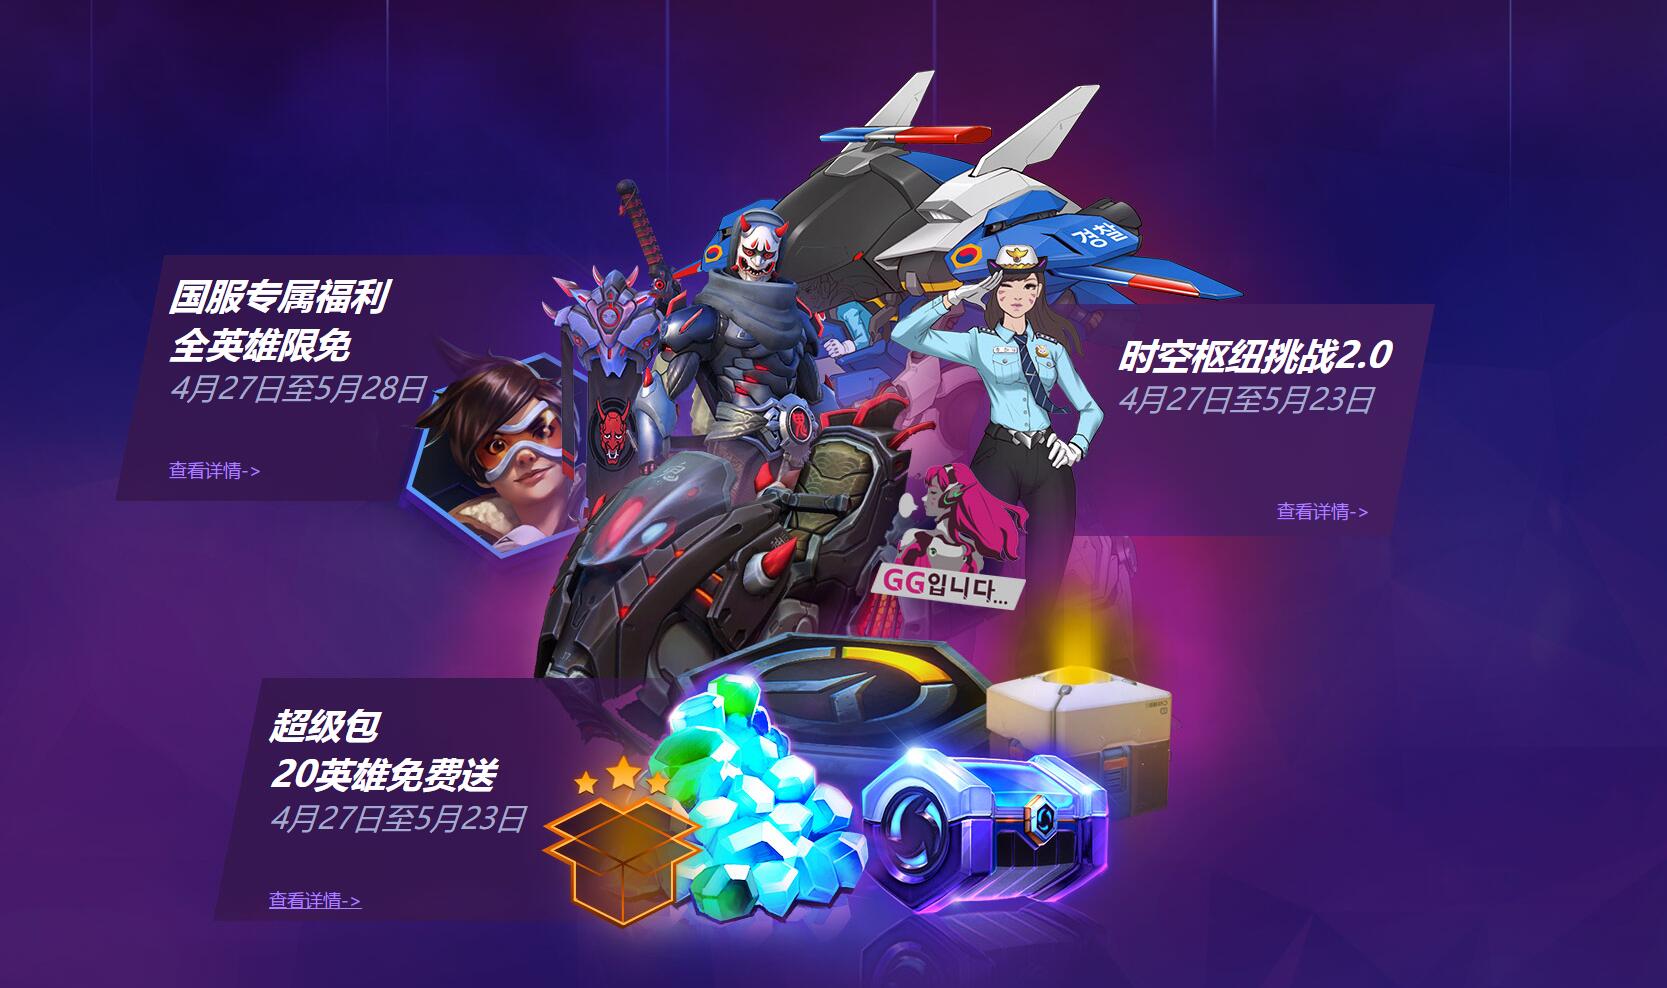 경찰
国服专属福利
全英雄限免
4月27日至5月28日
查看详情->
时空枢纽挑战2.0
4月27日至5月23日
查看详情->
鬼
GG입니다...
超级包
20英雄免费送
4月27日至5月23日
查看详情->